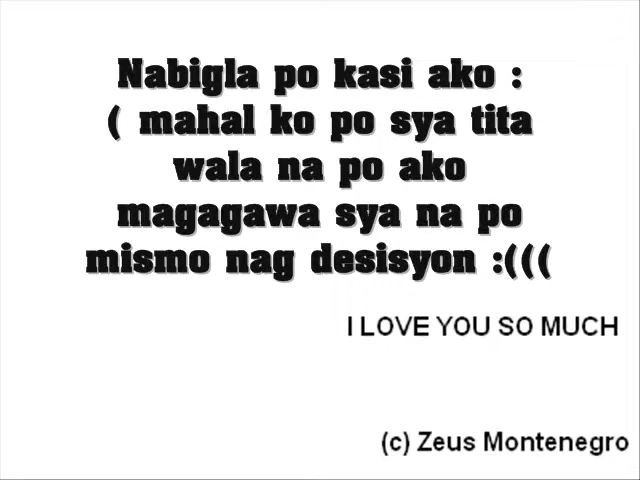 Nabigla po kasi ako :
( mahal ko po sya tita
wala na po ako
magagawa sya na po
mismo nag desisyon :(((
I LOVE YOU SO MUCH
(c) Zeus Montenegro